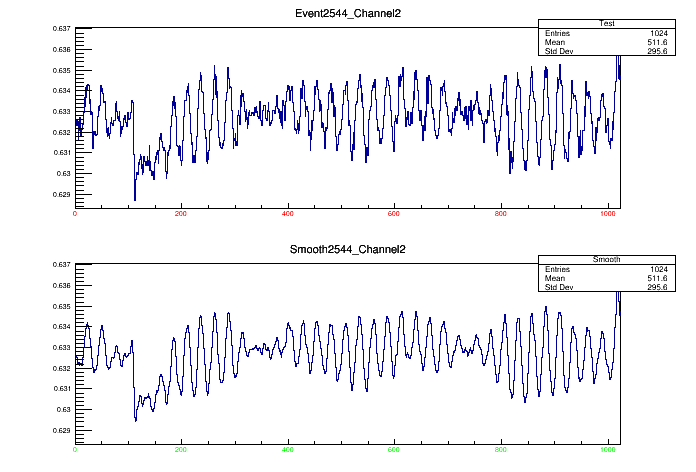 Event2544_Channel2
Test
Entries 1024
Mean 511.6
Std Dev 295.6
0.637
0.636
0.635
0.634
0.633
0.632
0.631
0.63
0.629
0 200 400 600 800 1000
Smooth2544_Channel2
Smooth
Entries 1024
Mean 511.6
Std Dev 295.6
0.637
0.636
0.635
0.634
0.633
0.632
0.631
0.63
0.629
0 200 400 600 800 1000